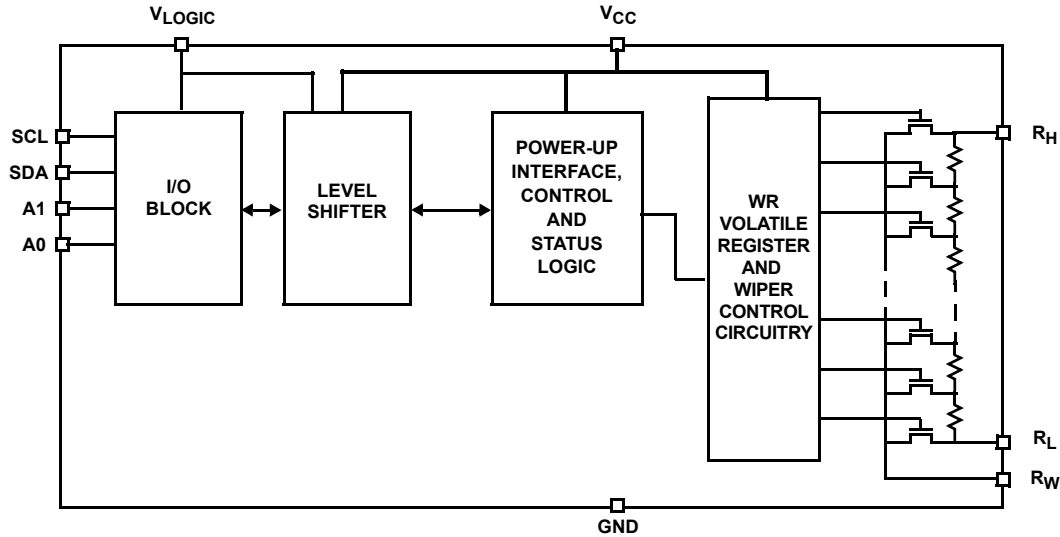 VLOGIC
VCC
SCL
SDA
A1
A0
I/O
BLOCK
LEVEL
SHIFTER
POWER-UP
INTERFACE,
CONTROL
AND
STATUS
LOGIC
WR
VOLATILE
REGISTER
AND
WIPER
CONTROL
CIRCUITRY
RH
RL
RW
GND